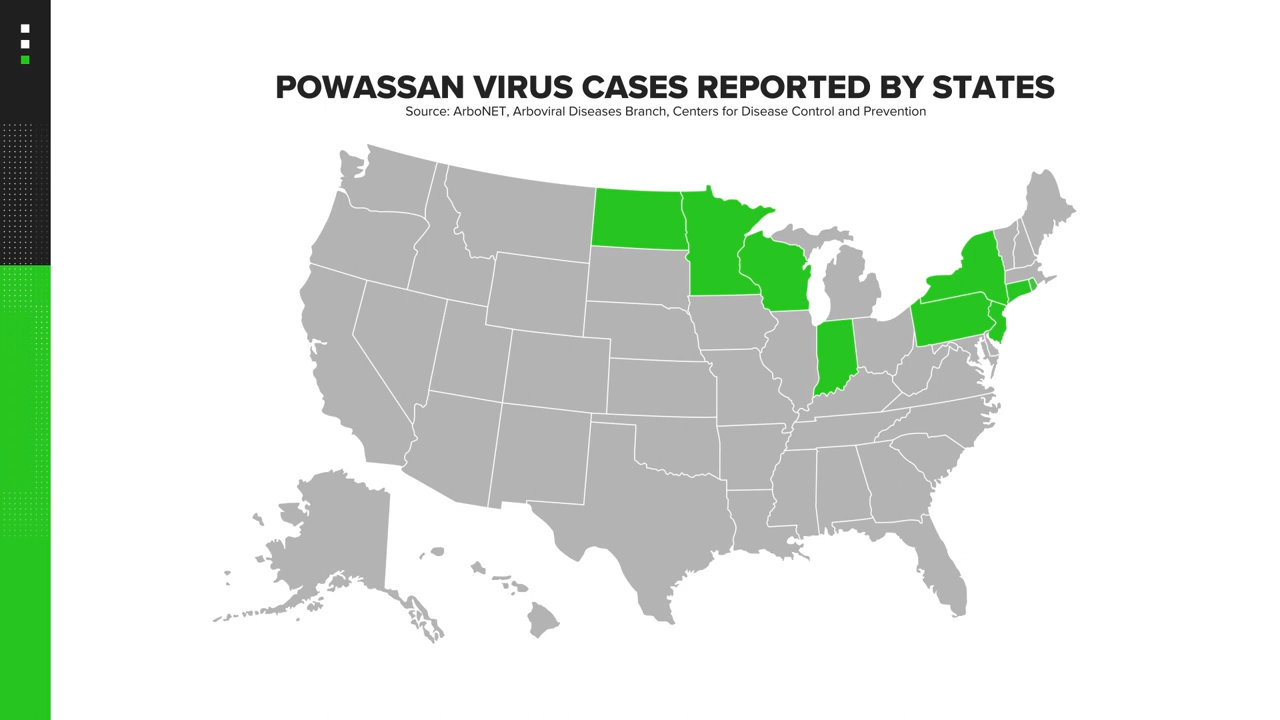 POWASSAN VIRUS CASES REPORTED BY STATES
Source: ArboNET, Arboviral Diseases Branch, Centers for Disease Control and Prevention